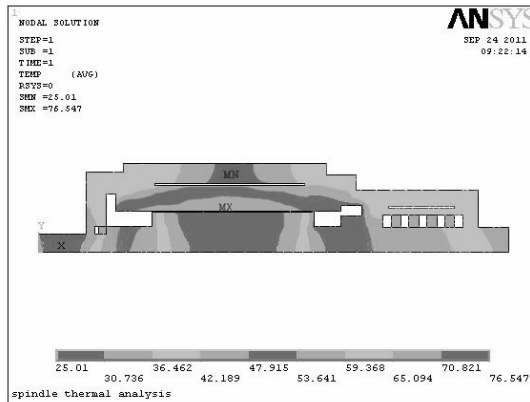 1
NODAL SOLUTION
STEP=1
SUB =1
TIME=1
TEMP (AVG)
RSYS=0
SMN =25.01
SMX =76.547
ANSYS
SEP 24 2011
09:22:14
MN
MX
Y
X
25.01 36.462 47.915 59.368 70.821
30.736 42.189 53.641 65.094 76.547
spindle thermal analysis